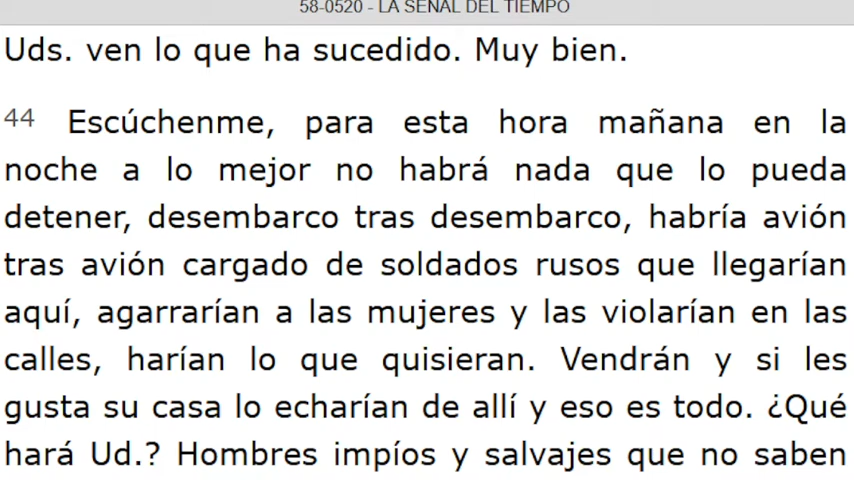 58-0520 - LA SEÑAL DEL TIEMPO
Uds. ven lo que ha sucedido. Muy bien.
44 Escúchenme, para esta hora mañana en la
noche a lo mejor no habrá nada que lo pueda
detener, desembarco tras desembarco, habría avión
tras avión cargado de soldados rusos que llegarían
aquí, agarrarían a las mujeres y las violarían en las
calles, harían lo que quisieran. Vendrán y si les
gusta su casa lo echarían de allí y eso es todo. ¿Qué
hará Ud.? Hombres impíos y salvajes que no saben